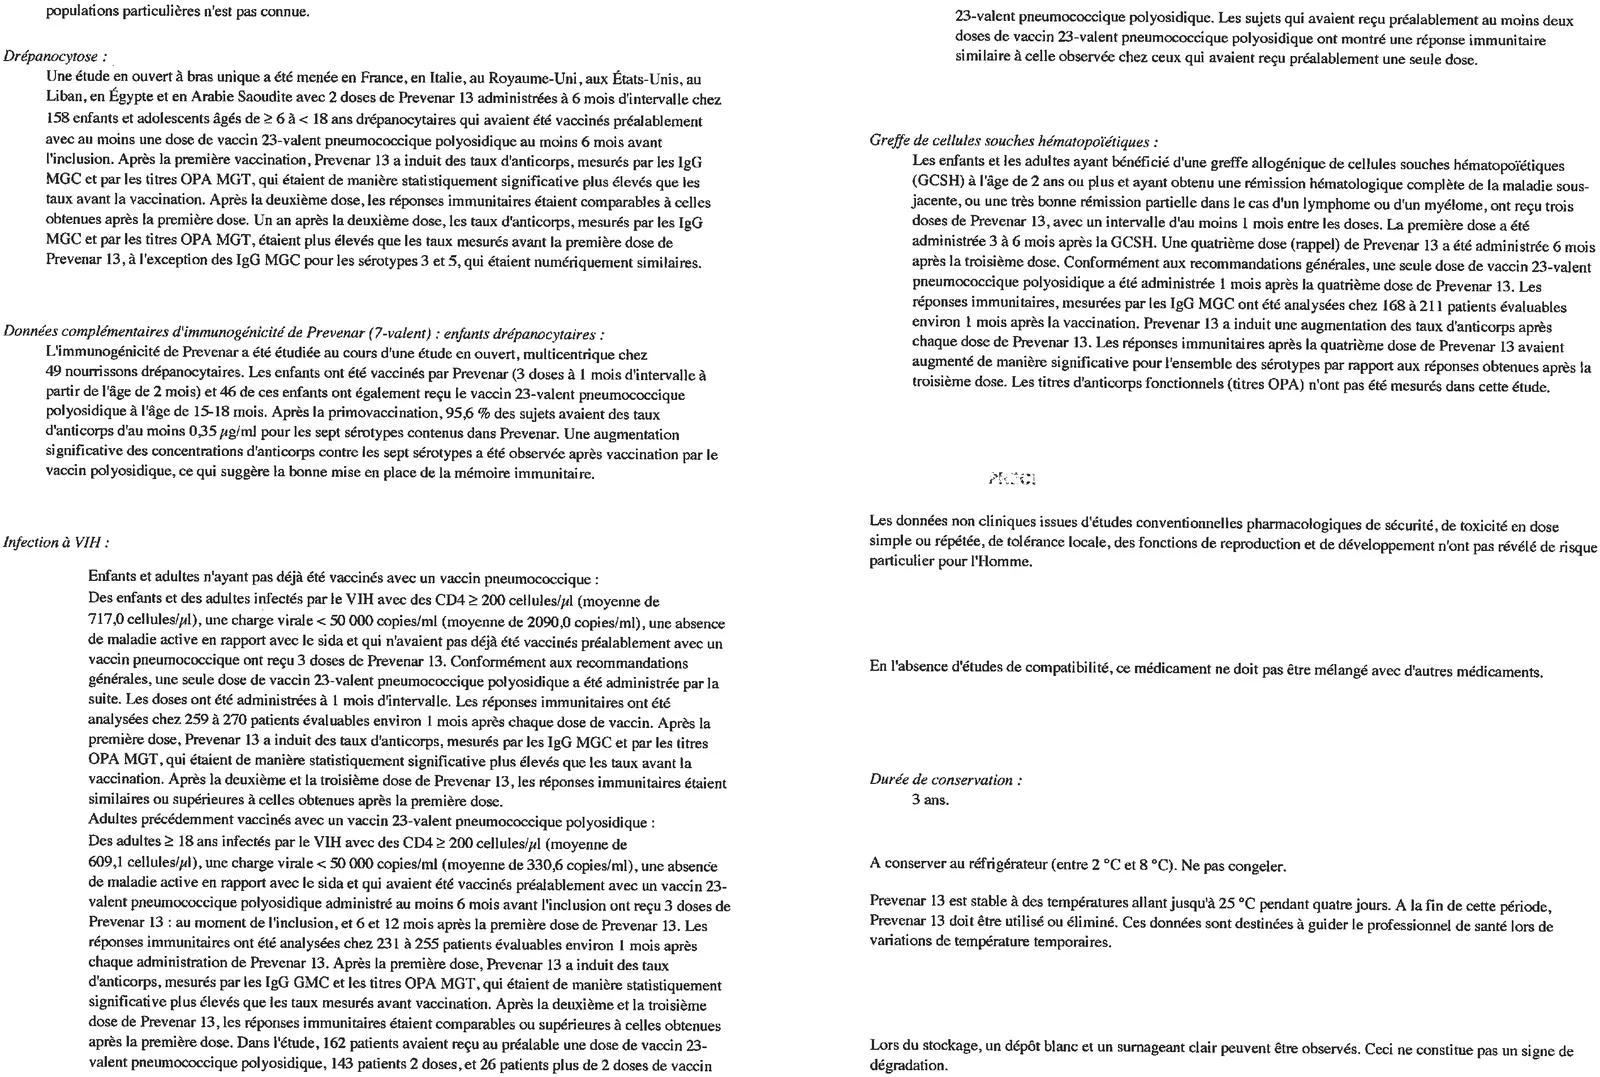 populations particulières n'est pas connue.
Drépanocytose :
Une étude en ouvert à bras unique a été menée en France, en Italie, au Royaume-Uni, aux États-Unis, au
Liban, en Égypte et en Arabie Saoudite avec 2 doses de Prevenar 13 administrées à 6 mois d'intervalle chez
158 enfants et adolescents âgés de ≥ 6 à < 18 ans drépanocytaires qui avaient été vaccinés préalablement
avec au moins une dose de vaccin 23-valent pneumococcique polyosidique au moins 6 mois avant
l'inclusion. Après la première vaccination, Prevenar 13 a induit des taux d'anticorps, mesurés par les IgG
MGC et par les titres OPA MGT, qui étaient de manière statistiquement significative plus élevés que les
taux avant la vaccination. Après la deuxième dose, les réponses immunitaires étaient comparables à celles
obtenues après la première dose. Un an après la deuxième dose, les taux d'anticorps, mesurés par les IgG
MGC et par les titres OPA MGT, étaient plus élevés que les taux mesurés avant la première dose de
Prevenar 13, à l'exception des IgG MGC pour les sérotypes 3 et 5, qui étaient numériquement similaires.
Données complémentaires d'immunogénicité de Prevenar (7-valent) : enfants drépanocytaires :
L'immunogénicité de Prevenar a été étudiée au cours d'une étude en ouvert, multicentrique chez
49 nourrissons drépanocytaires. Les enfants ont été vaccinés par Prevenar (3 doses à 1 mois d'intervalle à
partir de l'âge de 2 mois) et 46 de ces enfants ont également reçu le vaccin 23-valent pneumococcique
polyosidique à l'âge de 15-18 mois. Après la primovaccination, 95,6 % des sujets avaient des taux
d'anticorps d'au moins 0,35 µg/ml pour les sept sérotypes contenus dans Prevenar. Une augmentation
significative des concentrations d'anticorps contre les sept sérotypes a été observée après vaccination par le
vaccin polyosidique, ce qui suggère la bonne mise en place de la mémoire immunitaire.
Infection à VIH :
Enfants et adultes n'ayant pas déjà été vaccinés avec un vaccin pneumococcique :
Des enfants et des adultes infectés par le VIH avec des CD4 ≥ 200 cellules/µl (moyenne de
717,0 cellules/µl), une charge virale < 50 000 copies/ml (moyenne de 2090,0 copies/ml), une absence
de maladie active en rapport avec le sida et qui n'avaient pas déjà été vaccinés préalablement avec un
vaccin pneumococcique ont reçu 3 doses de Prevenar 13. Conformément aux recommandations
générales, une seule dose de vaccin 23-valent pneumococcique polyosidique a été administrée par la
suite. Les doses ont été administrées à 1 mois d'intervalle. Les réponses immunitaires ont été
analysées chez 259 à 270 patients évaluables environ 1 mois après chaque dose de vaccin. Après la
première dose, Prevenar 13 a induit des taux d'anticorps, mesurés par les IgG MGC et par les titres
OPA MGT, qui étaient de manière statistiquement significative plus élevés que les taux avant la
vaccination. Après la deuxième et la troisième dose de Prevenar 13, les réponses immunitaires étaient
similaires ou supérieures à celles obtenues après la première dose.
Adultes précédemment vaccinés avec un vaccin 23-valent pneumococcique polyosidique :
Des adultes ≥ 18 ans infectés par le VIH avec des CD4 ≥ 200 cellules/µl (moyenne de
609,1 cellules/µl), une charge virale < 50 000 copies/ml (moyenne de 330,6 copies/ml), une absence
de maladie active en rapport avec le sida et qui avaient été vaccinés préalablement avec un vaccin 23-
valent pneumococcique polyosidique administré au moins 6 mois avant l'inclusion ont reçu 3 doses de
Prevenar 13 : au moment de l'inclusion, et 6 et 12 mois après la première dose de Prevenar 13. Les
réponses immunitaires ont été analysées chez 231 à 255 patients évaluables environ 1 mois après
chaque administration de Prevenar 13. Après la première dose, Prevenar 13 a induit des taux
d'anticorps, mesurés par les IgG GMC et les titres OPA MGT, qui étaient de manière statistiquement
significative plus élevés que les taux mesurés avant vaccination. Après la deuxième et la troisième
dose de Prevenar 13, les réponses immunitaires étaient comparables ou supérieures à celles obtenues
après la première dose. Dans l'étude, 162 patients avaient reçu au préalable une dose de vaccin 23-
valent pneumococcique polyosidique, 143 patients 2 doses, et 26 patients plus de 2 doses de vaccin
23-valent pneumococcique polyosidique. Les sujets qui avaient reçu préalablement au moins deux
doses de vaccin 23-valent pneumococcique polyosidique ont montré une réponse immunitaire
similaire à celle observée chez ceux qui avaient reçu préalablement une seule dose.
Greffe de cellules souches hématopoïétiques :
Les enfants et les adultes ayant bénéficié d'une greffe allogénique de cellules souches hématopoïétiques
(GCSH) à l'âge de 2 ans ou plus et ayant obtenu une rémission hématologique complète de la maladie sous-
jacente, ou une très bonne rémission partielle dans le cas d'un lymphome ou d'un myélome, ont reçu trois
doses de Prevenar 13, avec un intervalle d'au moins 1 mois entre les doses. La première dose a été
administrée 3 à 6 mois après la GCSH. Une quatrième dose (rappel) de Prevenar 13 a été administrée 6 mois
après la troisième dose. Conformément aux recommandations générales, une seule dose de vaccin 23-valent
pneumococcique polyosidique a été administrée 1 mois après la quatrième dose de Prevenar 13. Les
réponses immunitaires, mesurées par les IgG MGC ont été analysées chez 168 à 211 patients évaluables
environ 1 mois après la vaccination. Prevenar 13 a induit une augmentation des taux d'anticorps après
chaque dose de Prevenar 13. Les réponses immunitaires après la quatrième dose de Prevenar 13 avaient
augmenté de manière significative pour l'ensemble des sérotypes par rapport aux réponses obtenues après la
troisième dose. Les titres d'anticorps fonctionnels (titres OPA) n'ont pas été mesurés dans cette étude.
Les données non cliniques issues d'études conventionnelles pharmacologiques de sécurité, de toxicité en dose
simple ou répétée, de tolérance locale, des fonctions de reproduction et de développement n'ont pas révélé de risque
particulier pour l'Homme.
En l'absence d'études de compatibilité, ce médicament ne doit pas être mélangé avec d'autres médicaments.
Durée de conservation :
3 ans.
A conserver au réfrigérateur (entre 2 °C et 8 °C). Ne pas congeler.
Prevenar 13 est stable à des températures allant jusqu'à 25 °C pendant quatre jours. A la fin de cette période,
Prevenar 13 doit être utilisé ou éliminé. Ces données sont destinées à guider le professionnel de santé lors de
variations de température temporaires.
Lors du stockage, un dépôt blanc et un surnageant clair peuvent être observés. Ceci ne constitue pas un signe de
dégradation.